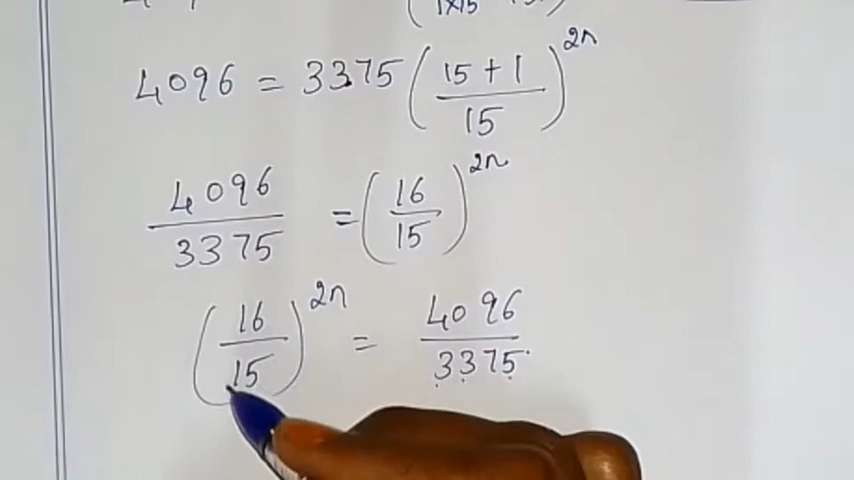 4096 = 3375 (15 + 1 / 15)^2n
4096 / 3375 = (16 / 15)^2n
(16 / 15)^2n = 4096 / 3375